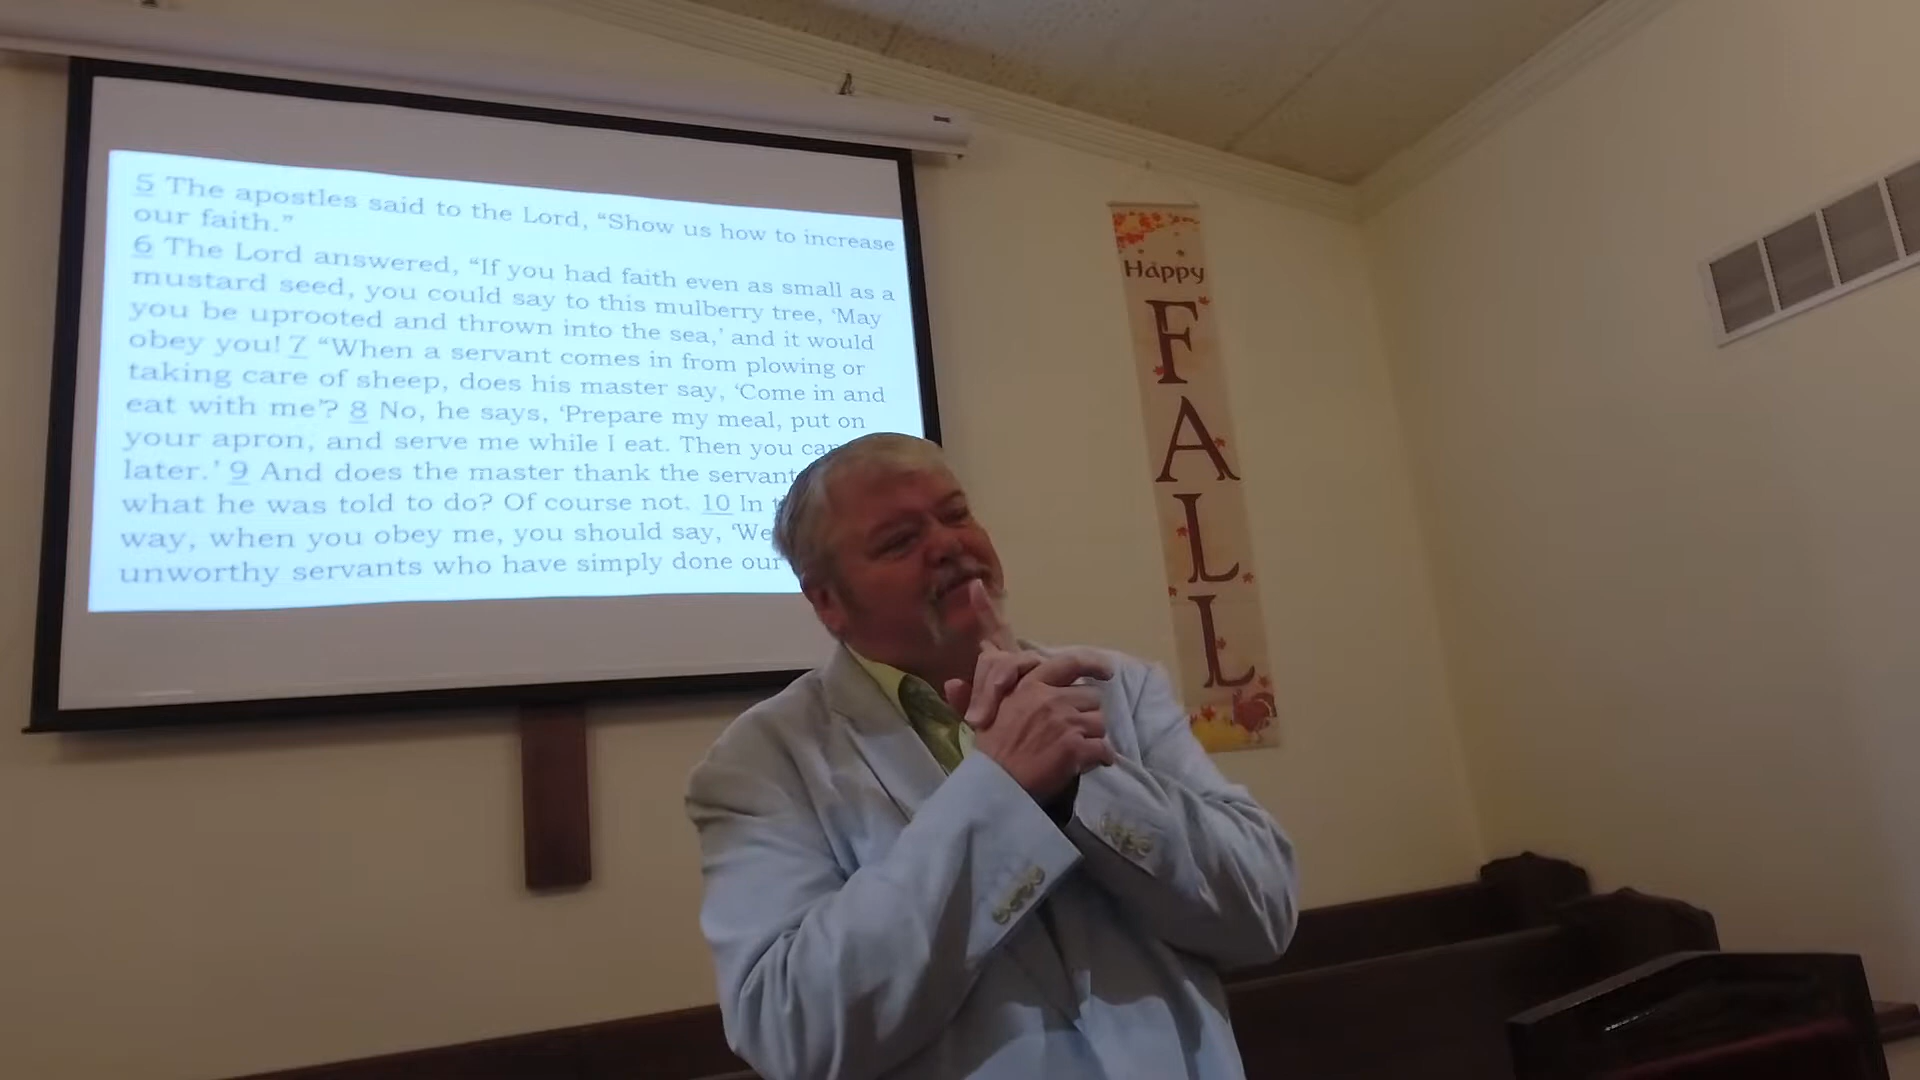 5 The apostles said to the Lord, “Show us how to increase
our faith.”
6 The Lord answered, “If you had faith even as small as a
mustard seed, you could say to this mulberry tree, ‘May
you be uprooted and thrown into the sea,’ and it would
obey you! 7 “When a servant comes in from plowing or
taking care of sheep, does his master say, ‘Come in and
eat with me’? 8 No, he says, ‘Prepare my meal, put on
your apron, and serve me while I eat. Then you can
later.’ 9 And does the master thank the servant
what he was told to do? Of course not. 10 In
way, when you obey me, you should say, ‘We
unworthy servants who have simply done our
Happy
FALL